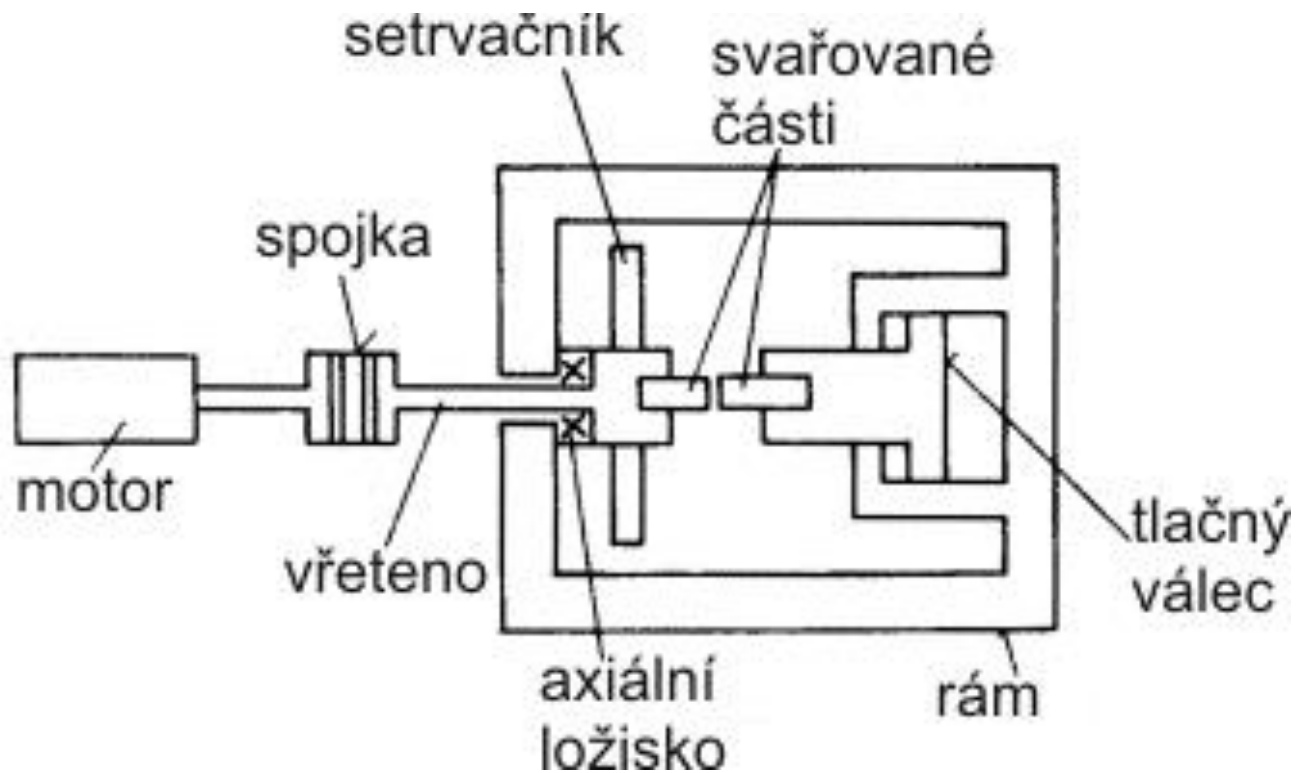 setrvačník
svařované
části
spojka
motor
vřeteno
tlačný
válec
axiální
ložisko
rám